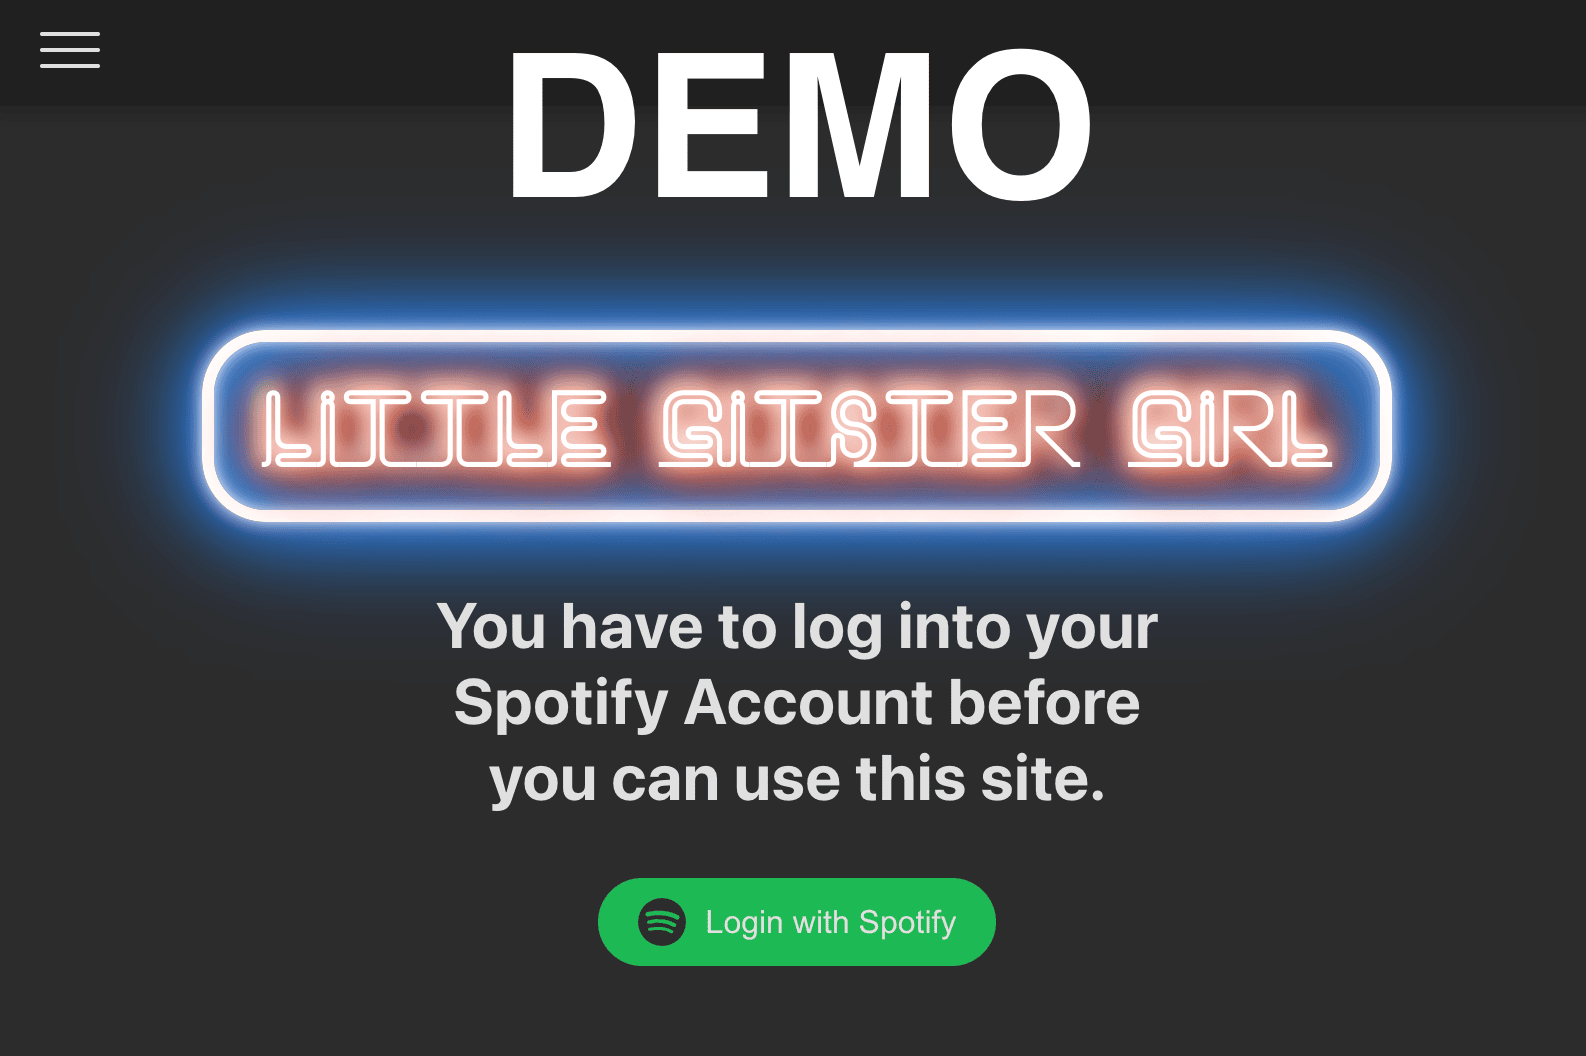 DEMO
LiTTLE GiTSTER GiRL
You have to log into your
Spotify Account before
you can use this site.
Login with Spotify